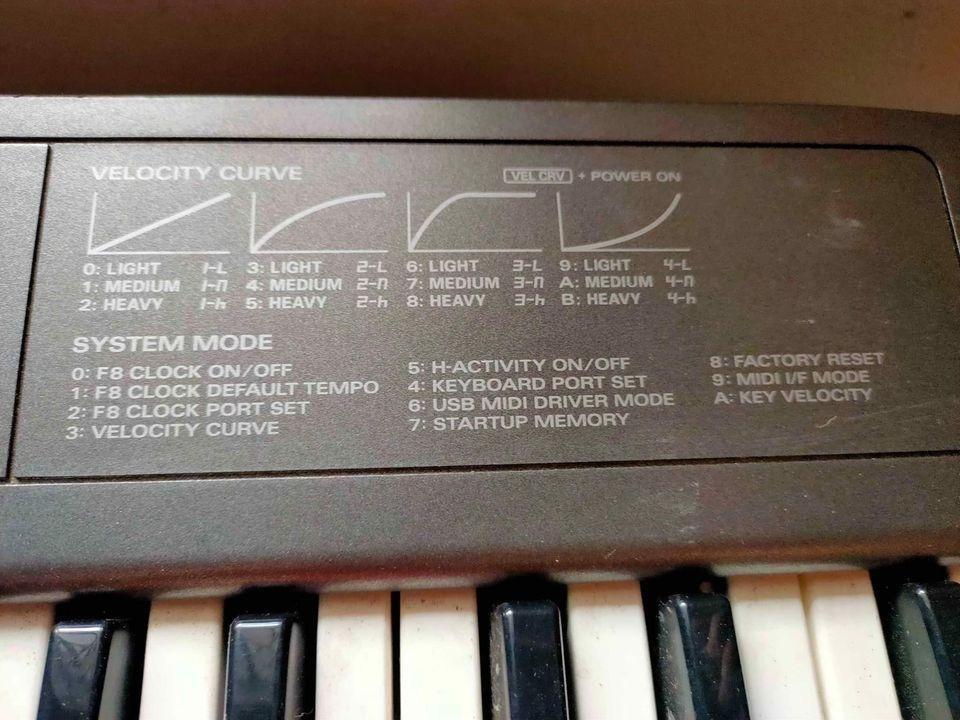 VELOCITY CURVE
VEL CRV + POWER ON
0: LIGHT 1-L 3: LIGHT 2-L 6: LIGHT 3-L 9: LIGHT 4-L
1: MEDIUM 1-n 4: MEDIUM 2-n 7: MEDIUM 3-n A: MEDIUM 4-n
2: HEAVY 1-h 5: HEAVY 2-h 8: HEAVY 3-h B: HEAVY 4-h
SYSTEM MODE
0: F8 CLOCK ON/OFF
1: F8 CLOCK DEFAULT TEMPO
2: F8 CLOCK PORT SET
3: VELOCITY CURVE
5: H-ACTIVITY ON/OFF
4: KEYBOARD PORT SET
6: USB MIDI DRIVER MODE
7: STARTUP MEMORY
8: FACTORY RESET
9: MIDI I/F MODE
A: KEY VELOCITY